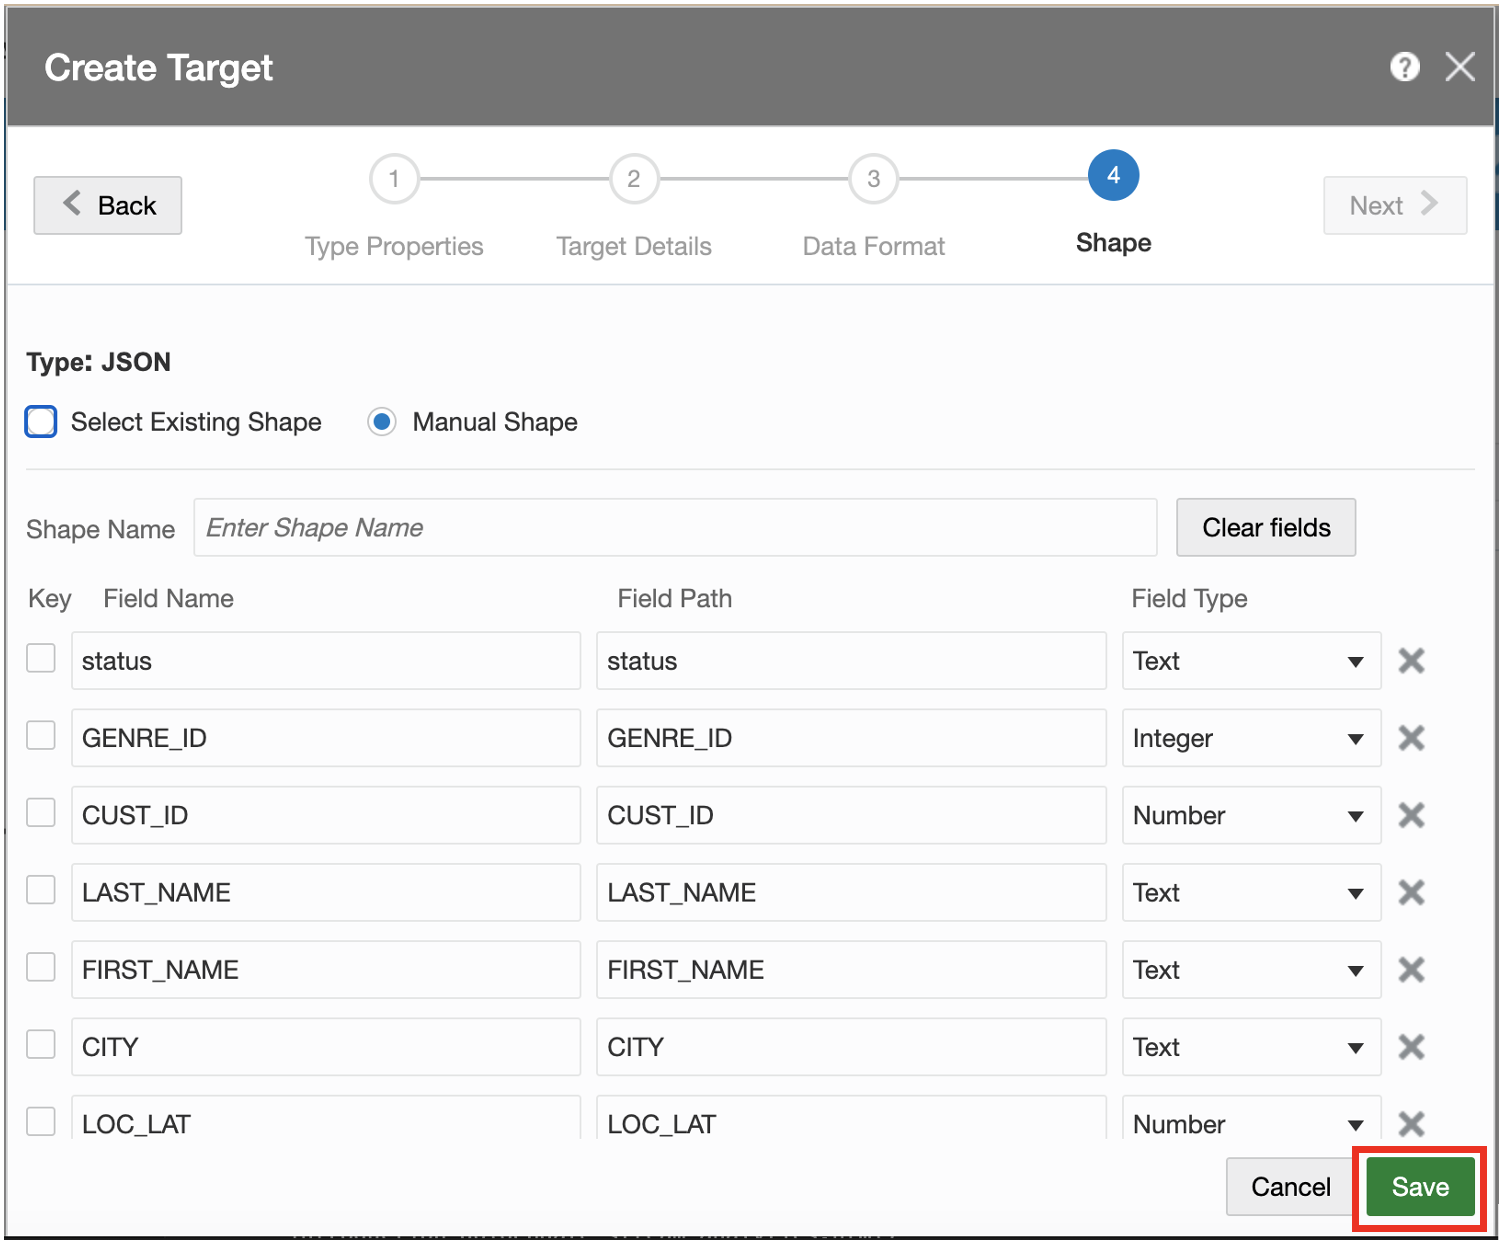 Create Target
?
Back
1
2
3
4
Next
Type Properties
Target Details
Data Format
Shape
Type: JSON
Select Existing Shape
Manual Shape
Shape Name
Enter Shape Name
Clear fields
Key Field Name Field Path Field Type
status status Text
GENRE_ID GENRE_ID Integer
CUST_ID CUST_ID Number
LAST_NAME LAST_NAME Text
FIRST_NAME FIRST_NAME Text
CITY CITY Text
LOC_LAT LOC_LAT Number
Cancel
Save